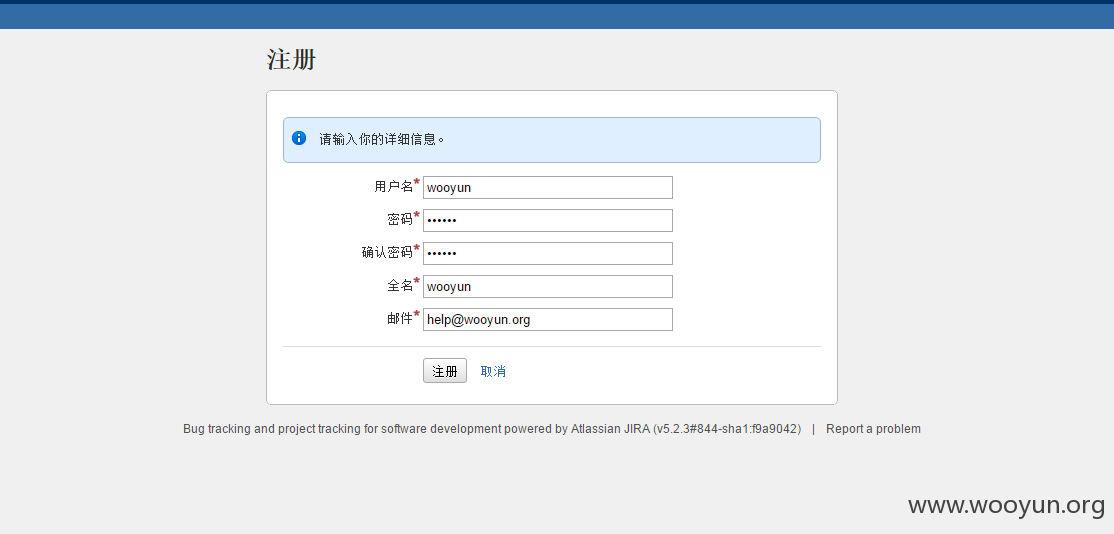 注册
请输入你的详细信息。
用户名* wooyun
密码* ••••••
确认密码* ••••••
全名* wooyun
邮件* help@wooyun.org
注册 取消
Bug tracking and project tracking for software development powered by Atlassian JIRA (v5.2.3#844-sha1:f9a9042) | Report a problem
www.wooyun.org